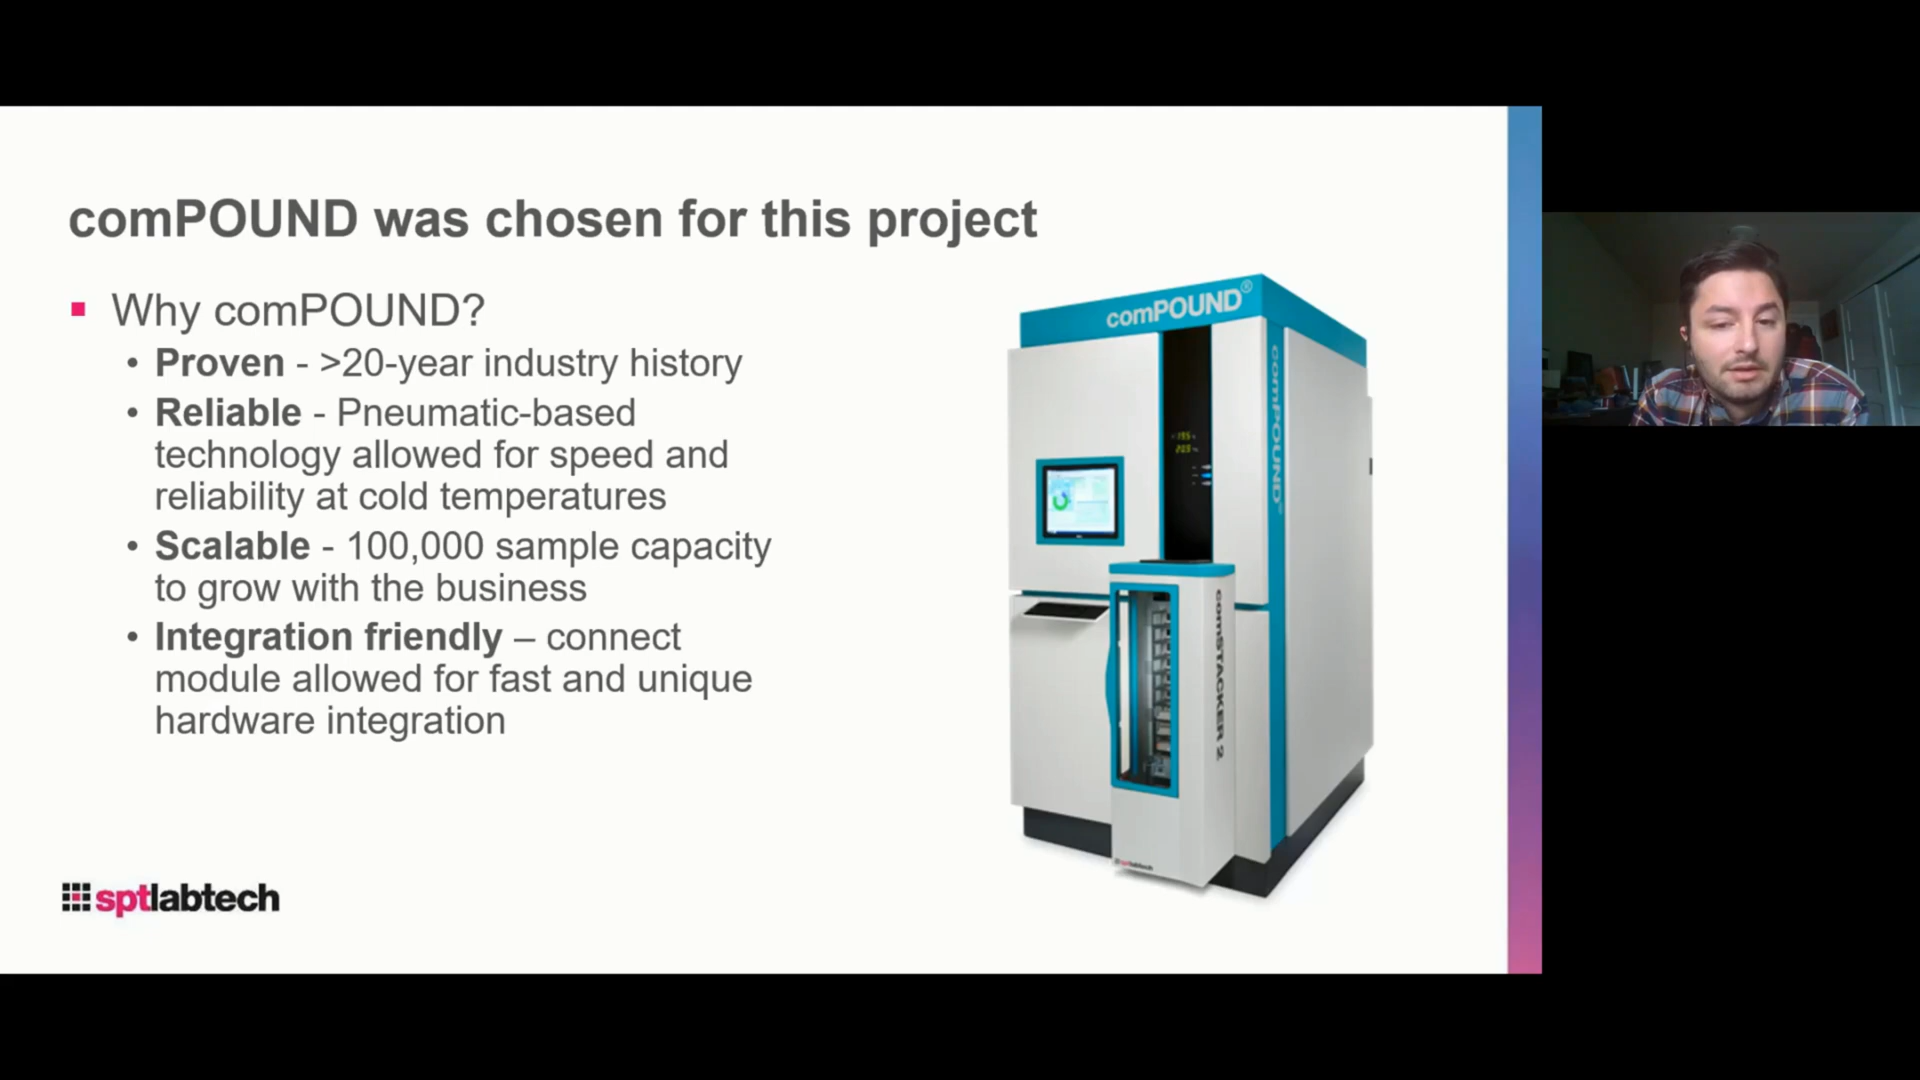 comPOUND was chosen for this project
Why comPOUND?
• Proven - >20-year industry history
• Reliable - Pneumatic-based
technology allowed for speed and
reliability at cold temperatures
• Scalable - 100,000 sample capacity
to grow with the business
• Integration friendly – connect
module allowed for fast and unique
hardware integration
sptlabtech
comPOUND®
comPOUND
comSTACKER 2
sptlabtech